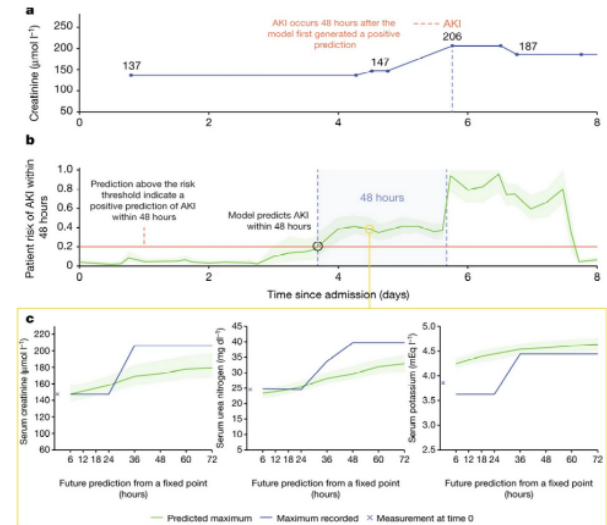 a
AKI occurs 48 hours after the
model first generated a positive
prediction
AKI
Creatinine (μmol l⁻¹)
250
200
150
100
50
137
147
206
187
0
2
4
6
8
b
Patient risk of AKI within
48 hours
1.0
0.8
0.6
0.4
0.2
0
Prediction above the risk
threshold indicate a
positive prediction of AKI
within 48 hours
Model predicts AKI
within 48 hours
48 hours
0
2
4
6
8
Time since admission (days)
c
Serum creatinine (μmol l⁻¹)
220
200
180
160
140
120
100
80
60
6 12 18 24 36 48 60 72
Future prediction from a fixed point
(hours)
Serum urea nitrogen (mg dl⁻¹)
45
40
35
30
25
20
15
10
5
6 12 18 24 36 48 60 72
Future prediction from a fixed point
(hours)
Serum potassium (mEq l⁻¹)
5.0
4.5
4.0
3.5
3.0
2.5
6 12 18 24 36 48 60 72
Future prediction from a fixed point
(hours)
Predicted maximum
Maximum recorded
× Measurement at time 0